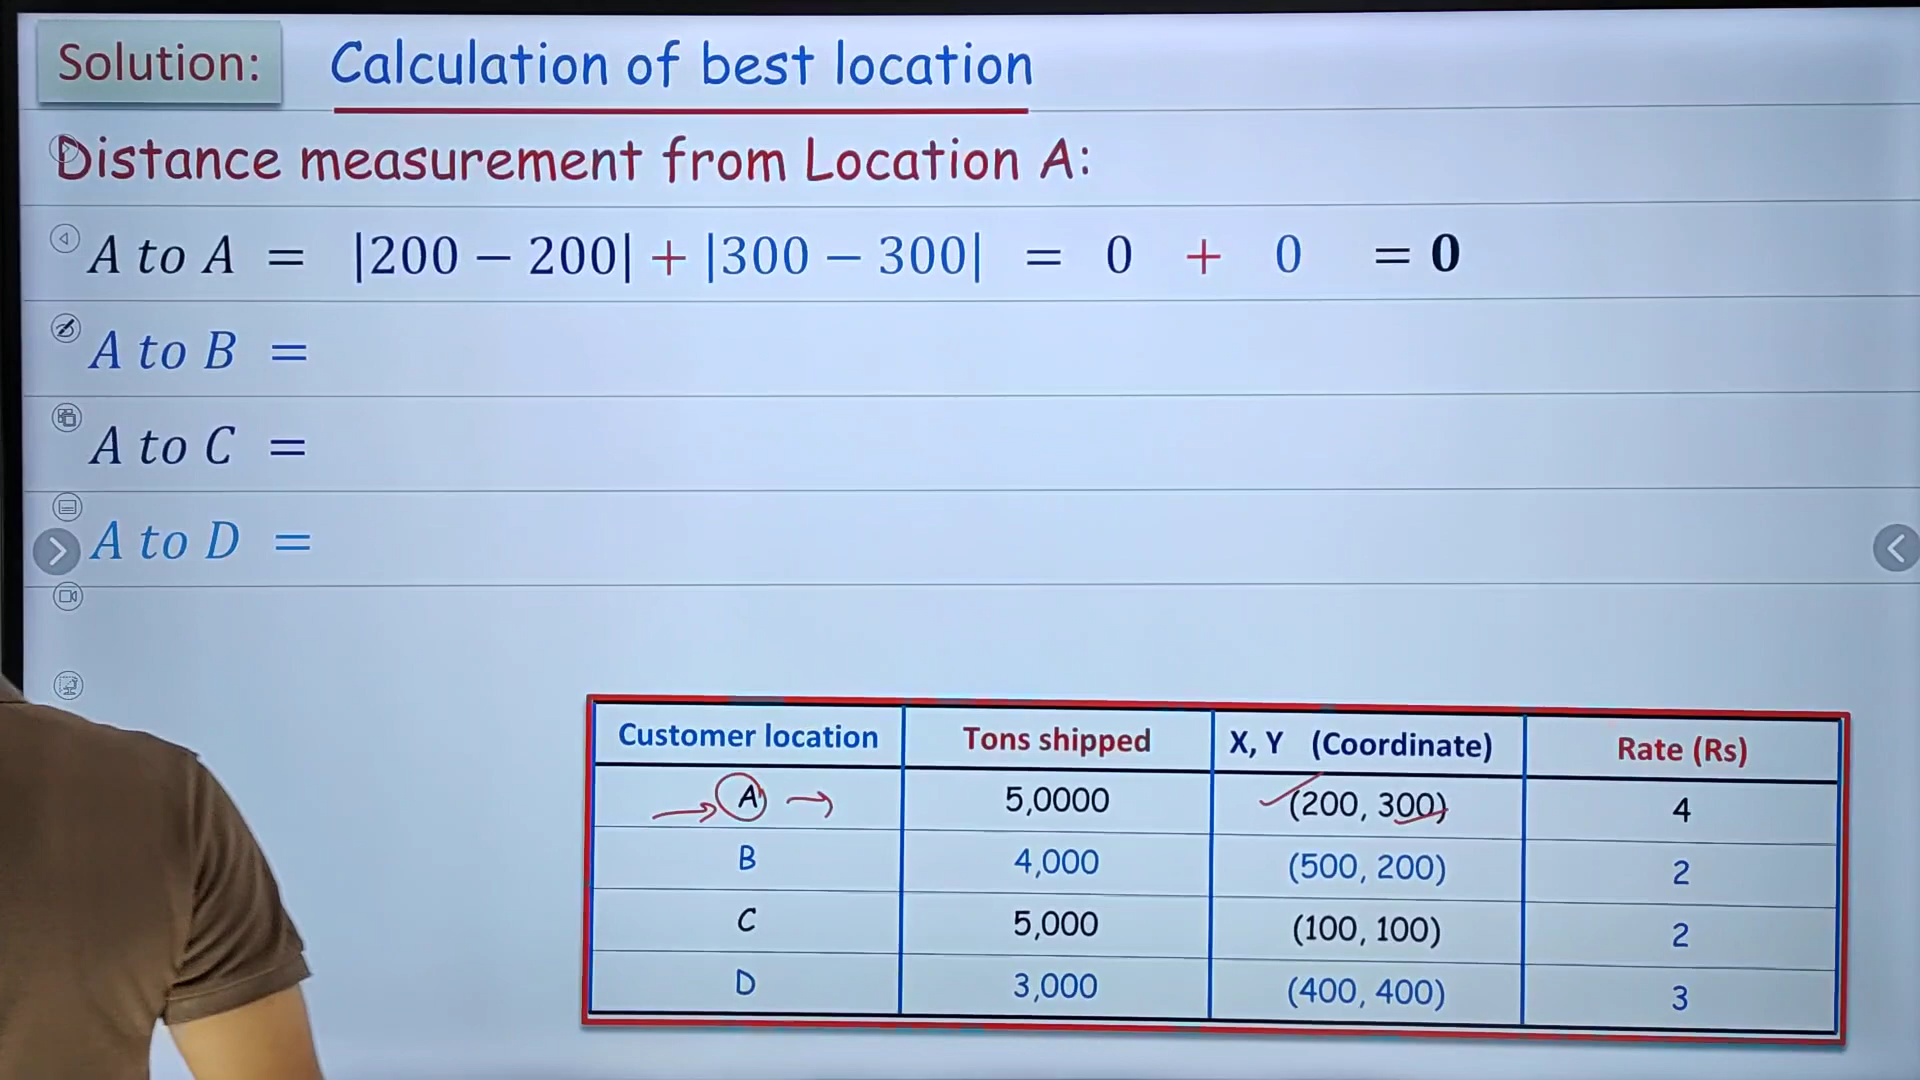 Solution: Calculation of best location
Distance measurement from Location A:
A to A = |200 − 200| + |300 − 300| = 0 + 0 = 0
A to B =
A to C =
A to D =
Customer location Tons shipped X, Y (Coordinate) Rate (Rs)
A 5,0000 (200, 300) 4
B 4,000 (500, 200) 2
C 5,000 (100, 100) 2
D 3,000 (400, 400) 3